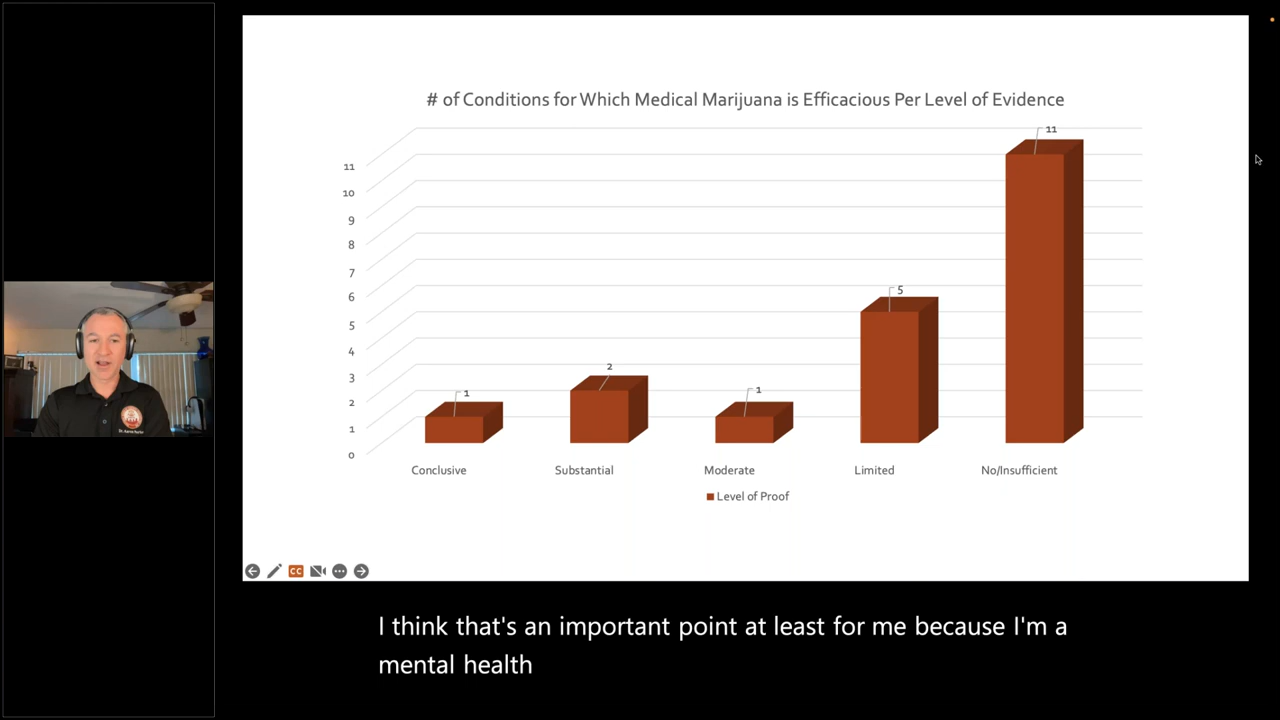 # of Conditions for Which Medical Marijuana is Efficacious Per Level of Evidence
11
11
10
9
8
7
6
5
5
4
3
2
2
1
1
1
0
Conclusive
Substantial
Moderate
Limited
No/Insufficient
Level of Proof
CC
I think that's an important point at least for me because I'm a
mental health